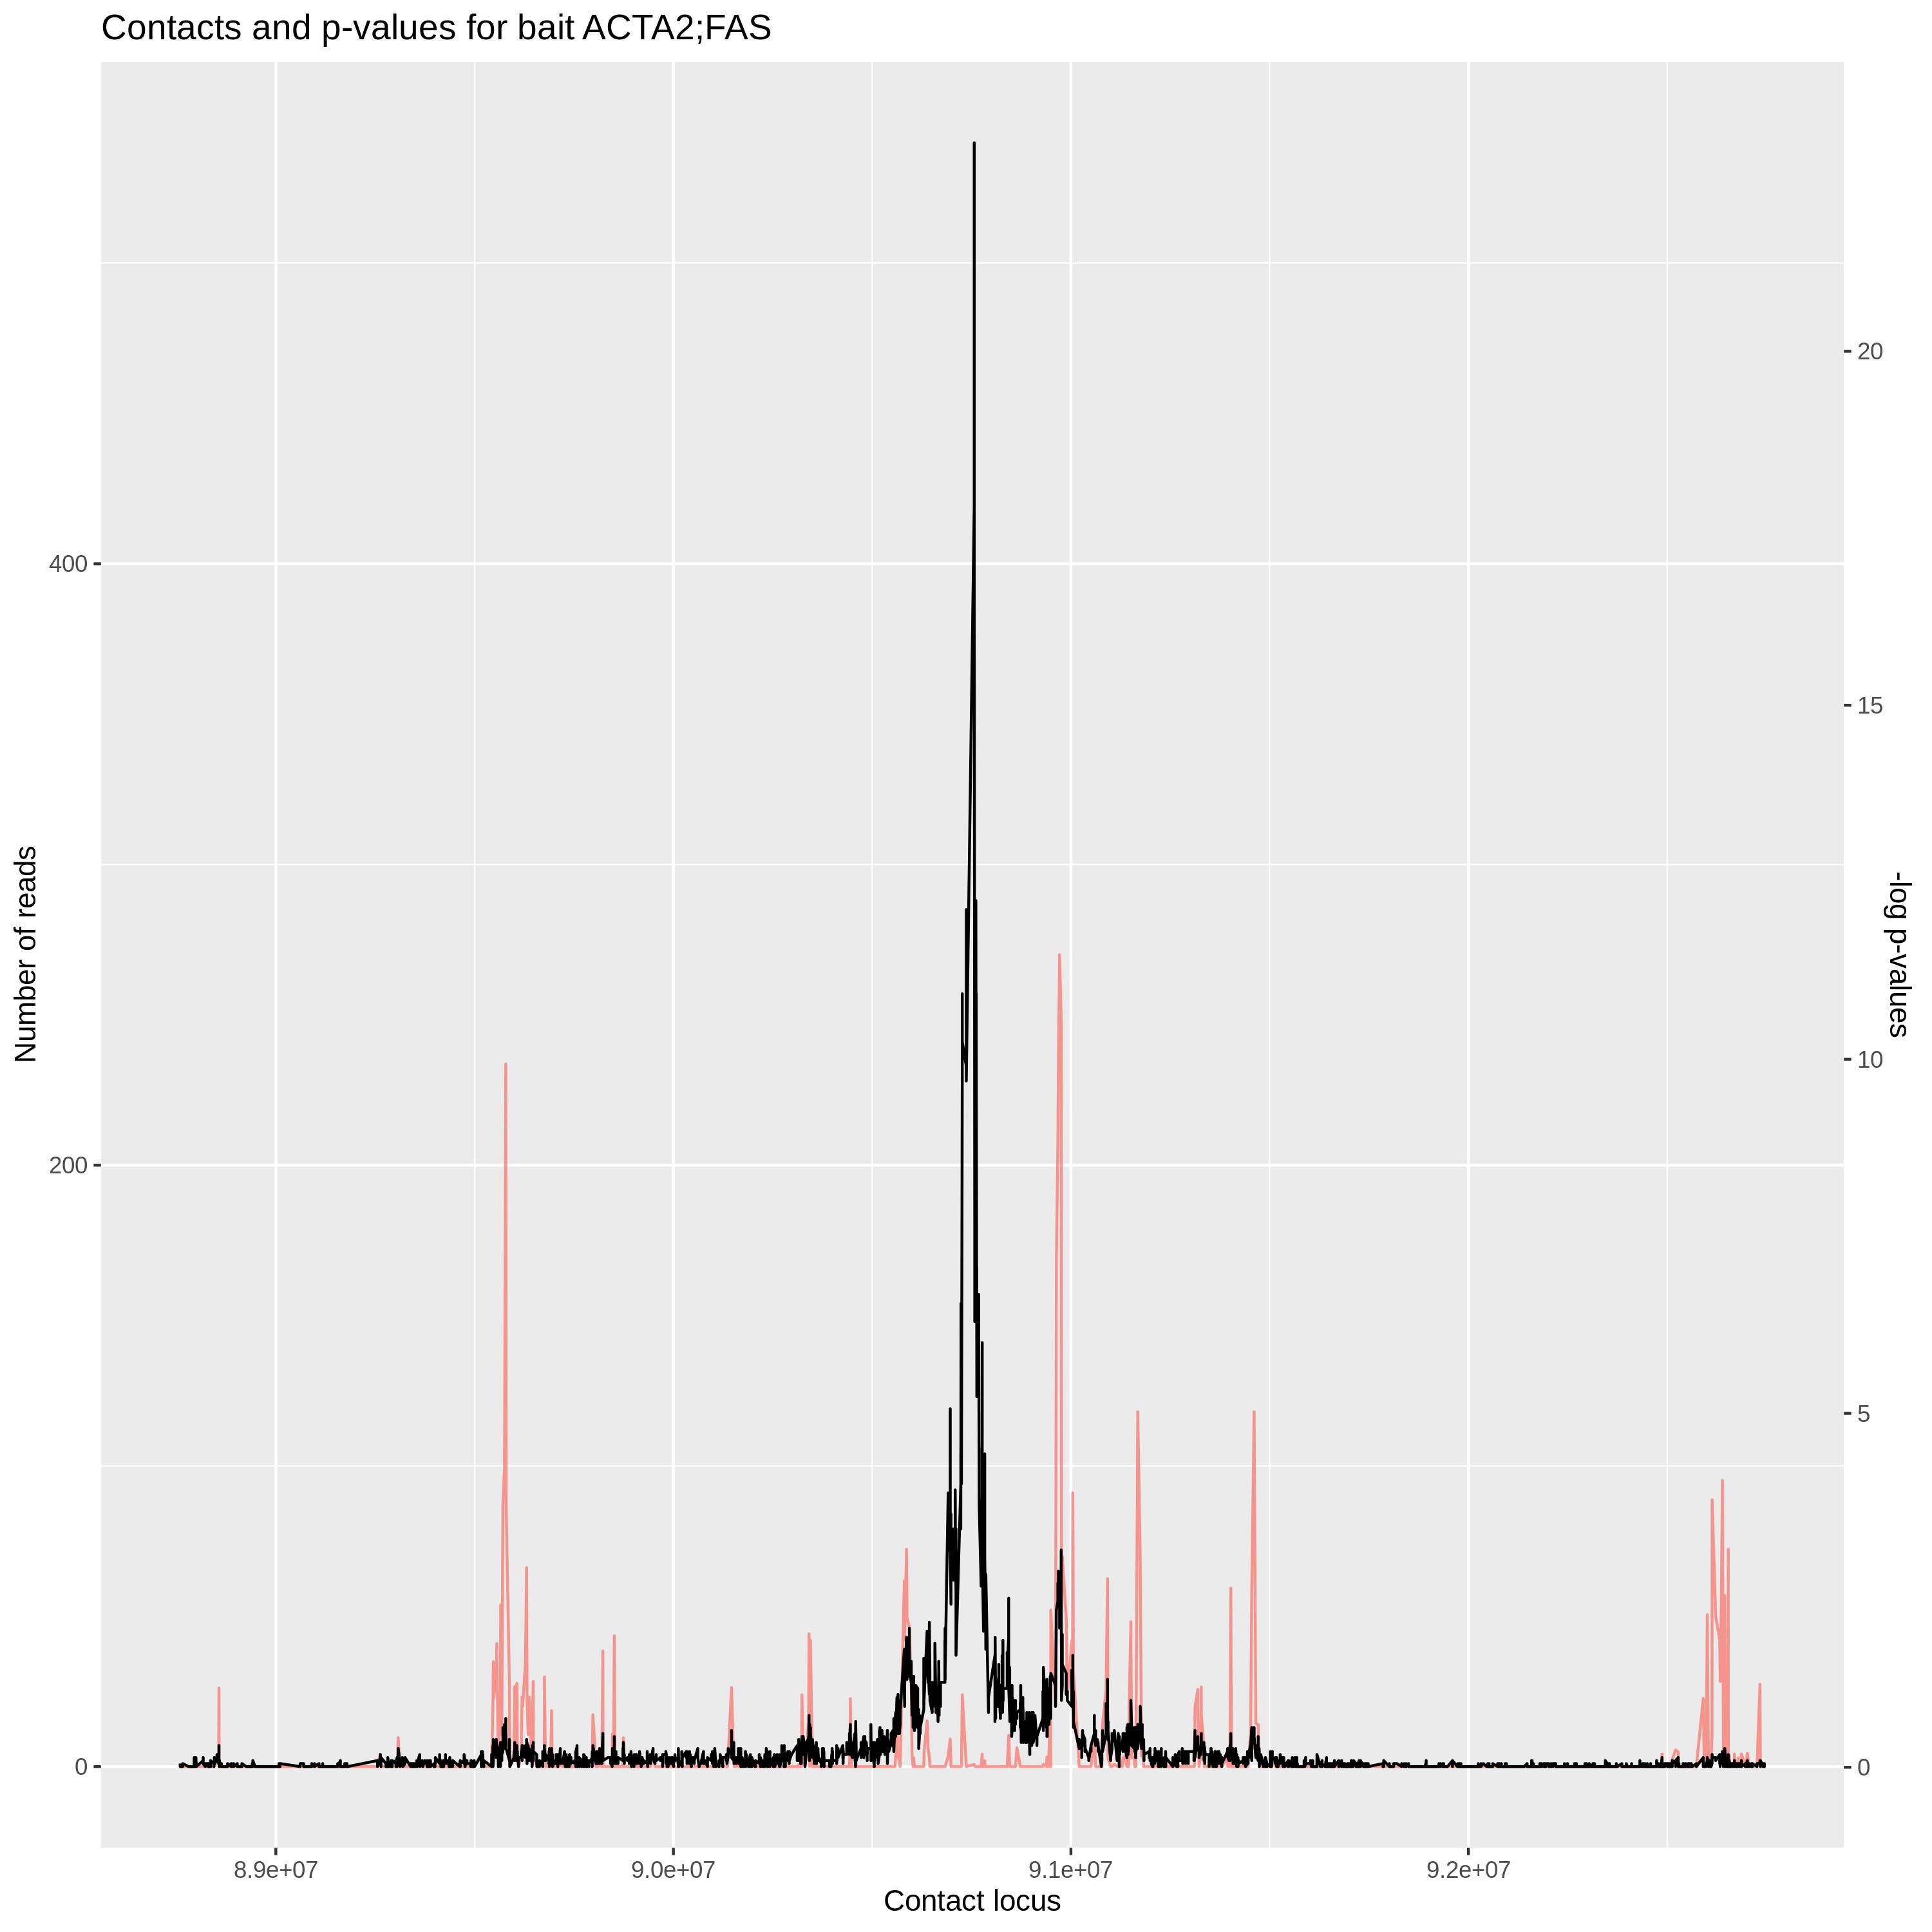 Contacts and p-values for bait ACTA2;FAS
400
200
0
Number of reads
20
15
10
5
0
-log p-values
8.9e+07
9.0e+07
9.1e+07
9.2e+07
Contact locus